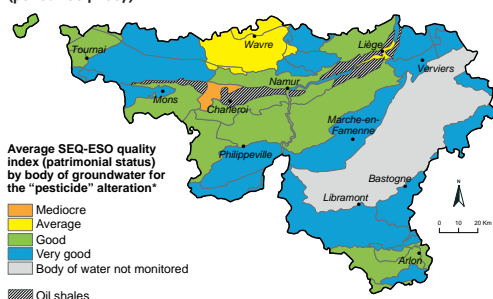 Wavre
Liège
Tournai
Verviers
Namur
Mons
Charleroi
Marche-en-
Famenne
Philippeville
Average SEQ-ESO quality
index (patrimonial status)
by body of groundwater for
the “pesticide” alteration*
Bastogne
Libramont
Mediocre
Average
Good
Very good
Body of water not monitored
Oil shales
N
0 10 20 Km
Arlon